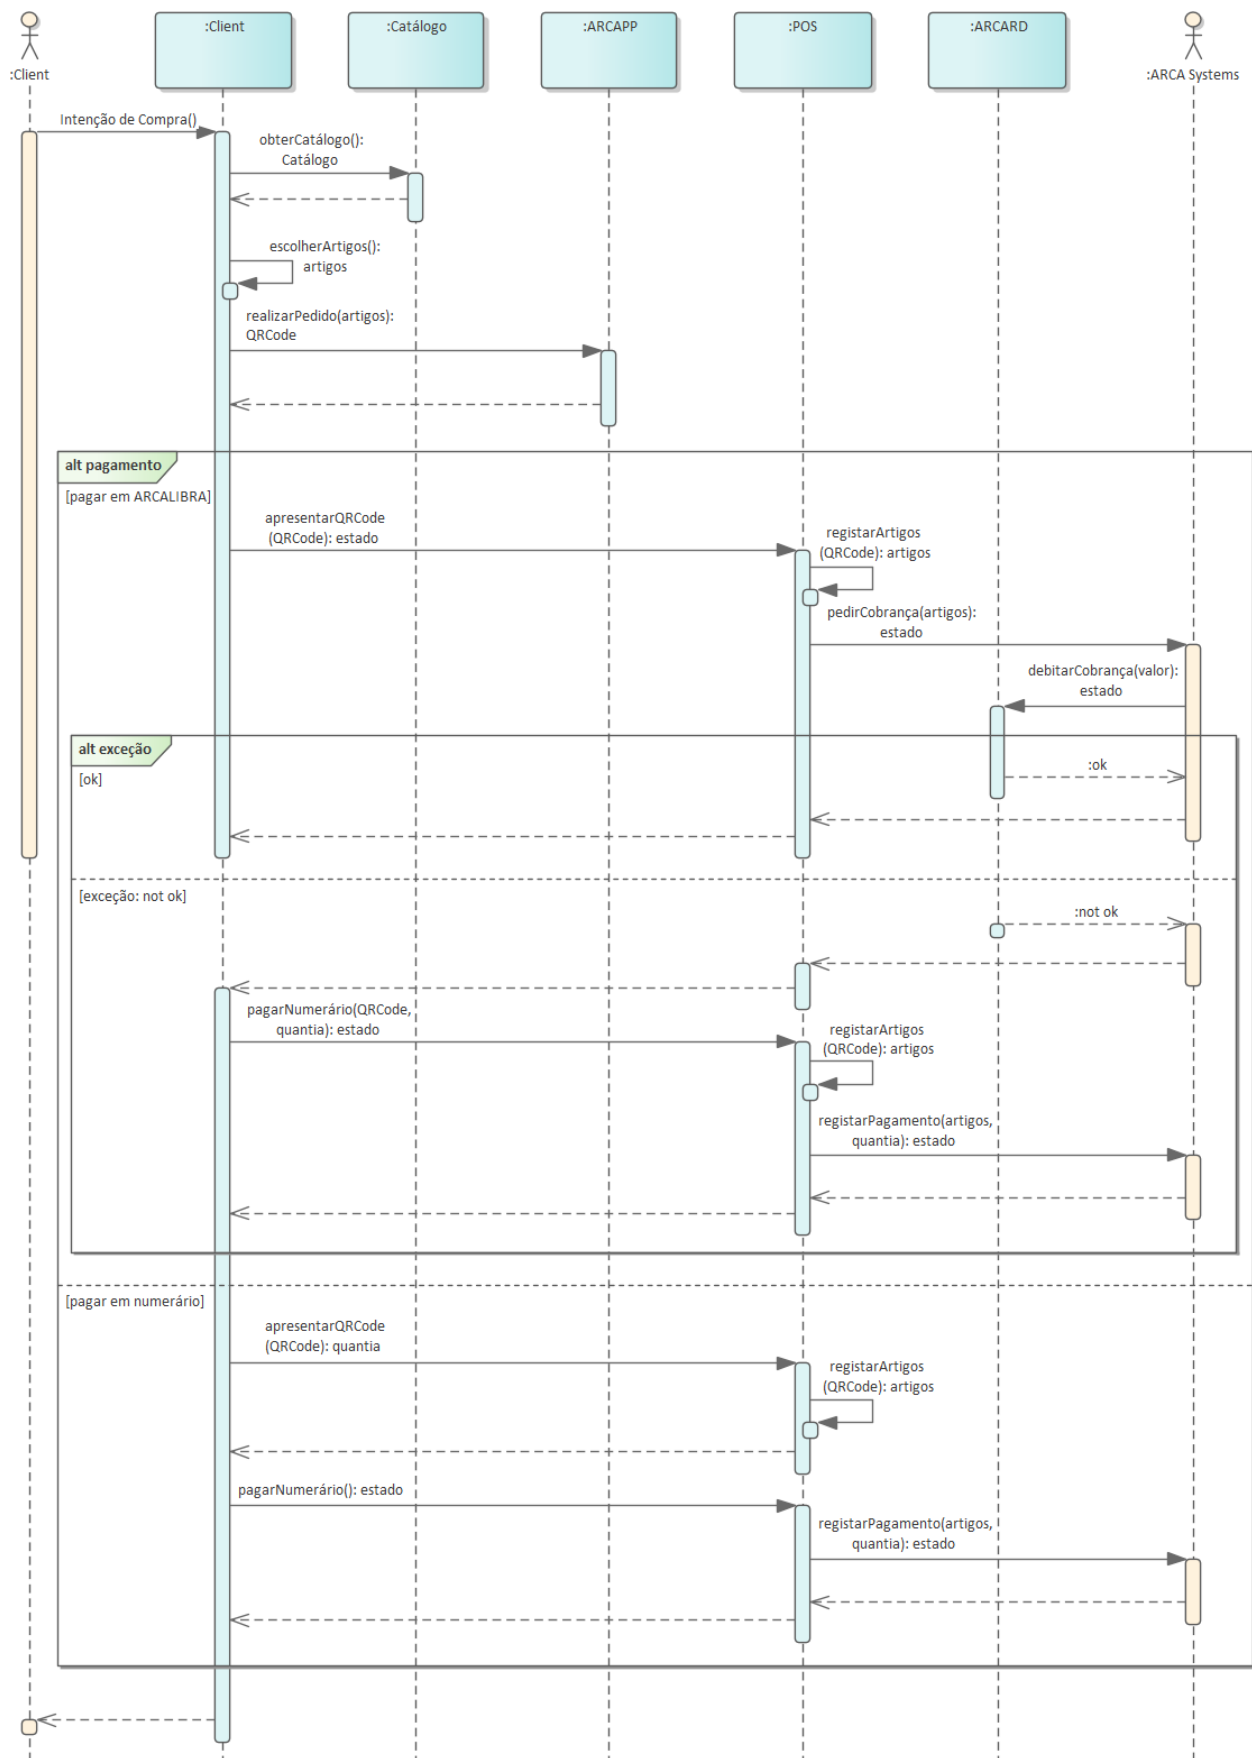 :Client
:Client
:Catálogo
:ARCAPP
:POS
:ARCARD
:ARCA Systems
Intenção de Compra()
obterCatálogo():
Catálogo
escolherArtigos():
artigos
realizarPedido(artigos):
QRCode
alt pagamento
[pagar em ARCALIBRA]
apresentarQRCode
(QRCode): estado
registarArtigos
(QRCode): artigos
pedirCobrança(artigos):
estado
debitarCobrança(valor):
estado
alt exceção
[ok]
:ok
[exceção: not ok]
:not ok
pagarNumerário(QRCode,
quantia): estado
registarArtigos
(QRCode): artigos
registarPagamento(artigos,
quantia): estado
[pagar em numerário]
apresentarQRCode
(QRCode): quantia
registarArtigos
(QRCode): artigos
pagarNumerário(): estado
registarPagamento(artigos,
quantia): estado